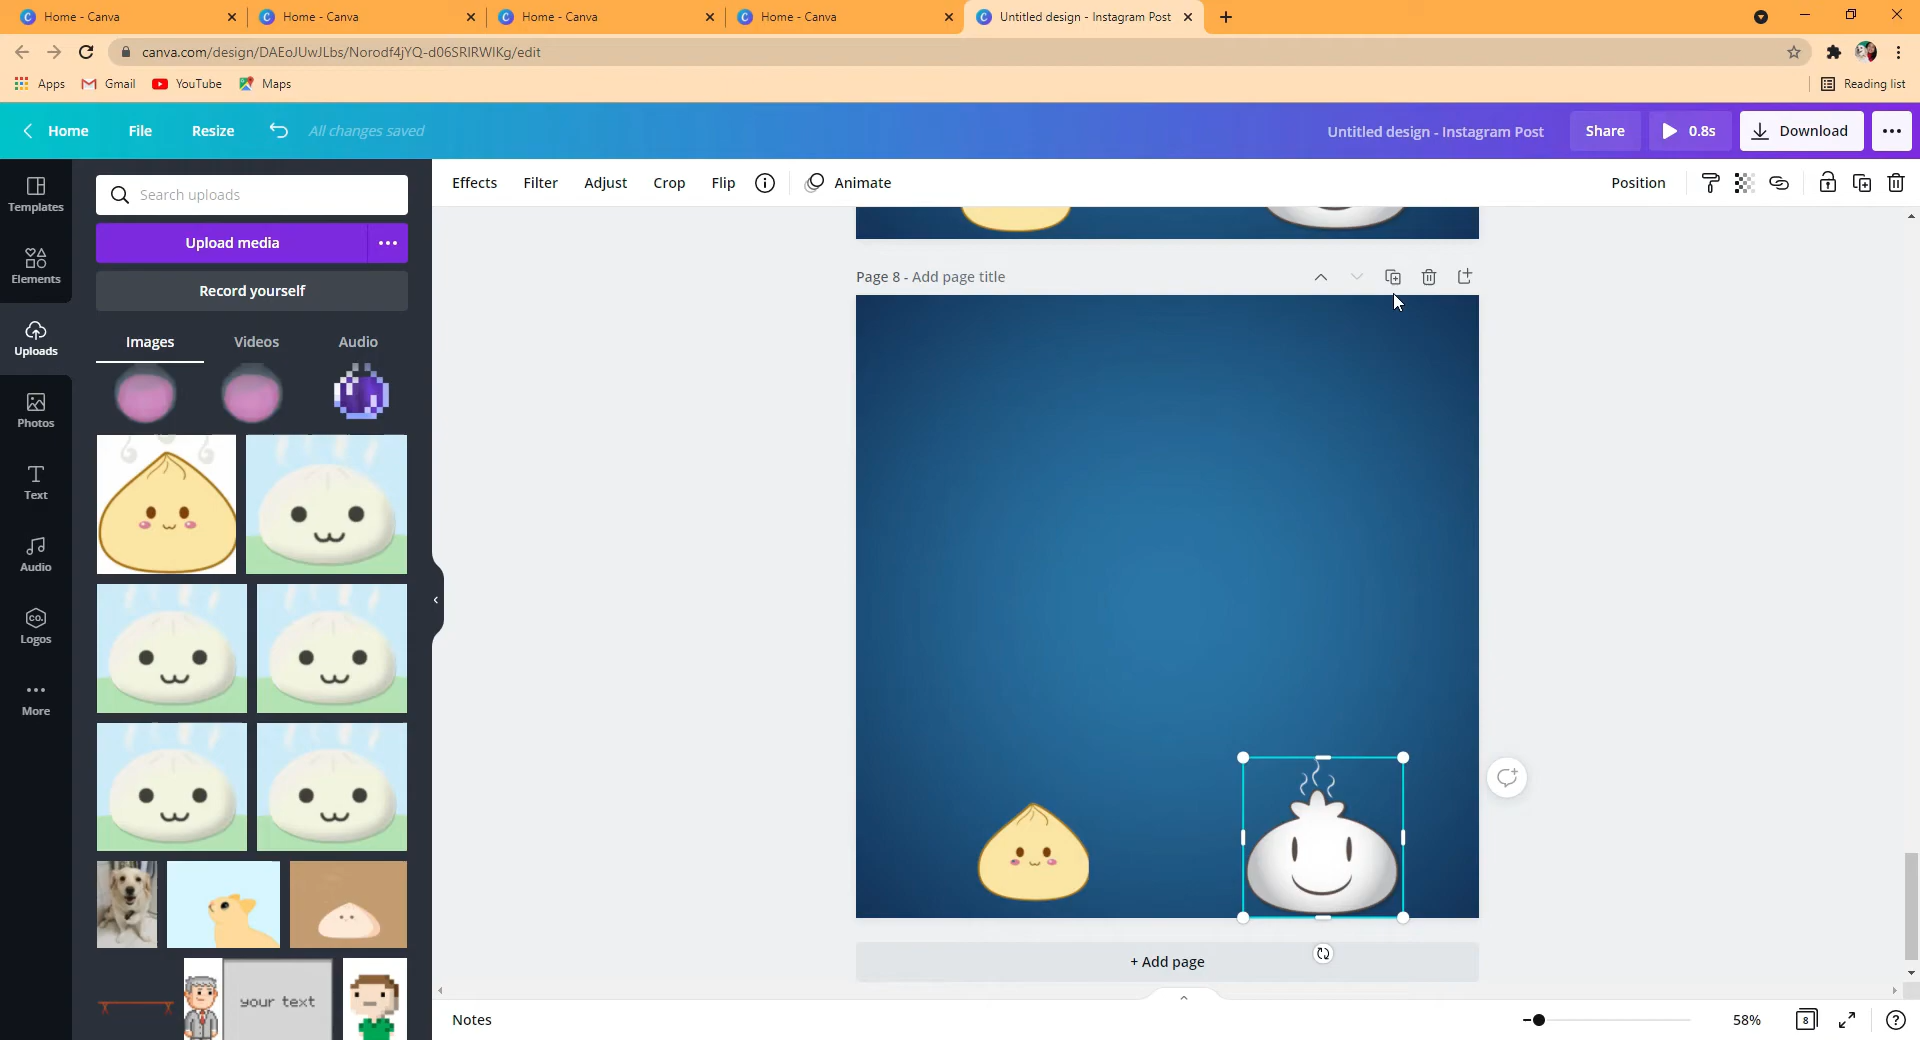 Home - Canva
Home - Canva
Home - Canva
Home - Canva
Untitled design - Instagram Post
canva.com/design/DAEoJUwJLbs/Norodf4jYQ-d06SRIRWIKg/edit
Apps
Gmail
YouTube
Maps
Reading list
Home
File
Resize
All changes saved
Untitled design - Instagram Post
Share
0.8s
Download
Templates
Elements
Uploads
Photos
Text
Audio
CO.
Logos
More
Search uploads
Upload media
Record yourself
Images
Videos
Audio
your text
Effects
Filter
Adjust
Crop
Flip
Animate
Position
Page 8 - Add page title
+ Add page
Notes
58%
8